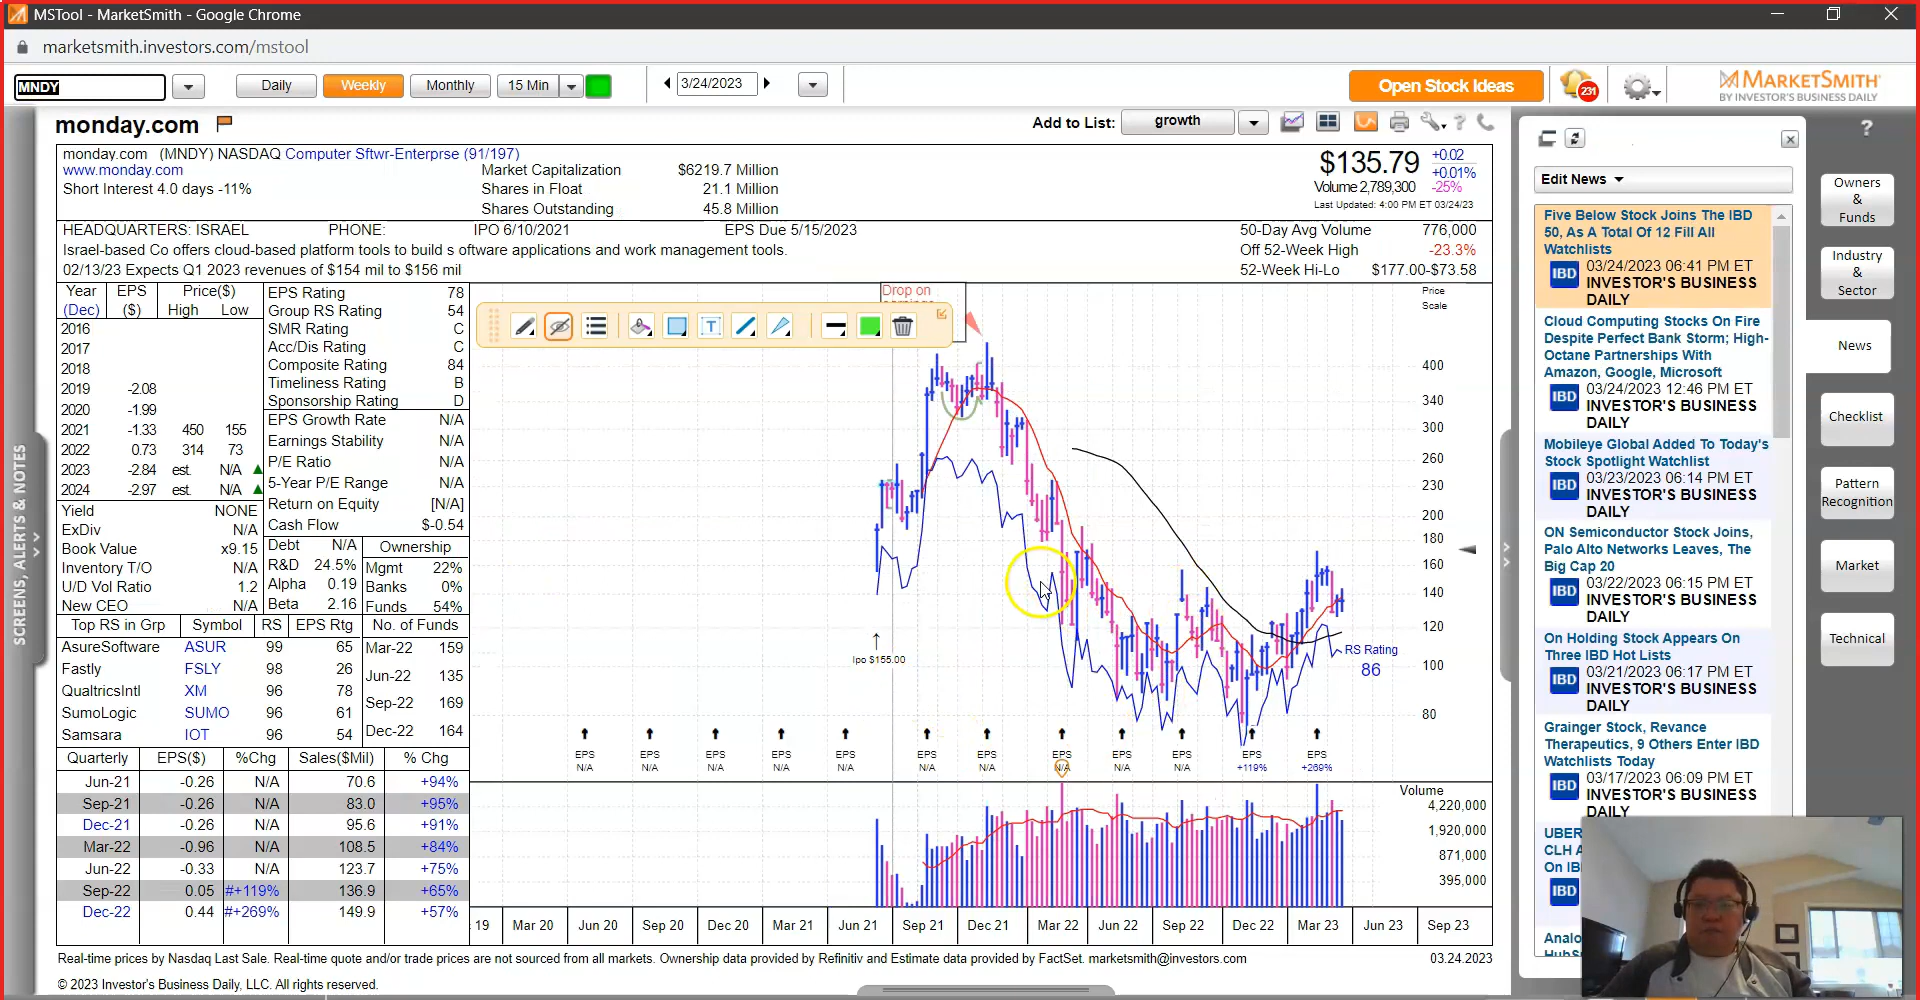 MSTool - MarketSmith - Google Chrome
marketsmith.investors.com/mstool
MNDY
Daily
Weekly
Monthly
15 Min
3/24/2023
Open Stock Ideas
231
MARKETSMITH
BY INVESTOR'S BUSINESS DAILY
monday.com
Add to List:
growth
monday.com (MNDY) NASDAQ Computer Sftwr-Enterprse (91/197)
www.monday.com
Short Interest 4.0 days -11%
Market Capitalization $6219.7 Million
Shares in Float 21.1 Million
Shares Outstanding 45.8 Million
$135.79 +0.02
+0.01%
Volume 2,789,300 -25%
Last Updated: 4:00 PM ET 03/24/23
HEADQUARTERS: ISRAEL PHONE: IPO 6/10/2021 EPS Due 5/15/2023
Israel-based Co offers cloud-based platform tools to build s oftware applications and work management tools.
02/13/23 Expects Q1 2023 revenues of $154 mil to $156 mil
50-Day Avg Volume 776,000
Off 52-Week High -23.3%
52-Week Hi-Lo $177.00-$73.58
Year EPS Price($)
(Dec) ($) High Low
2016
2017
2018
2019 -2.08
2020 -1.99
2021 -1.33 450 155
2022 0.73 314 73
2023 -2.84 est. N/A
2024 -2.97 est. N/A
Yield NONE
ExDiv N/A
Book Value x9.15
Inventory T/O N/A
U/D Vol Ratio 1.2
New CEO N/A
EPS Rating 78
Group RS Rating 54
SMR Rating C
Acc/Dis Rating C
Composite Rating 84
Timeliness Rating B
Sponsorship Rating D
EPS Growth Rate N/A
Earnings Stability N/A
P/E Ratio N/A
5-Year P/E Range N/A
Return on Equity [N/A]
Cash Flow $-0.54
Debt N/A
R&D 24.5%
Alpha 0.19
Beta 2.16
Ownership
Mgmt 22%
Banks 0%
Funds 54%
Top RS in Grp Symbol RS EPS Rtg
AsureSoftware ASUR 99 65
Fastly FSLY 98 26
QualtricsIntl XM 96 78
SumoLogic SUMO 96 61
Samsara IOT 96 54
No. of Funds
Mar-22 159
Jun-22 135
Sep-22 169
Dec-22 164
Quarterly EPS($) %Chg Sales($Mil) % Chg
Jun-21 -0.26 N/A 70.6 +94%
Sep-21 -0.26 N/A 83.0 +95%
Dec-21 -0.26 N/A 95.6 +91%
Mar-22 -0.96 N/A 108.5 +84%
Jun-22 -0.33 N/A 123.7 +75%
Sep-22 0.05 #+119% 136.9 +65%
Dec-22 0.44 #+269% 149.9 +57%
Drop on
T
Price
Scale
400
340
300
260
230
200
180
160
140
120
100
80
Ipo $155.00
RS Rating
86
EPS EPS EPS EPS EPS EPS EPS EPS EPS EPS EPS EPS
N/A N/A N/A N/A N/A N/A N/A N/A N/A N/A +119% +269%
Volume
4,220,000
1,920,000
871,000
395,000
19 Mar 20 Jun 20 Sep 20 Dec 20 Mar 21 Jun 21 Sep 21 Dec 21 Mar 22 Jun 22 Sep 22 Dec 22 Mar 23 Jun 23 Sep 23
Real-time prices by Nasdaq Last Sale. Real-time quote and/or trade prices are not sourced from all markets. Ownership data provided by Refinitiv and Estimate data provided by FactSet. marketsmith@investors.com
03.24.2023
© 2023 Investor's Business Daily, LLC. All rights reserved.
SCREENS, ALERTS & NOTES
Edit News
Five Below Stock Joins The IBD
50, As A Total Of 12 Fill All
Watchlists
IBD
03/24/2023 06:41 PM ET
INVESTOR'S BUSINESS
DAILY
Cloud Computing Stocks On Fire
Despite Perfect Bank Storm; High-
Octane Partnerships With
Amazon, Google, Microsoft
IBD
03/24/2023 12:46 PM ET
INVESTOR'S BUSINESS
DAILY
Mobileye Global Added To Today's
Stock Spotlight Watchlist
IBD
03/23/2023 06:14 PM ET
INVESTOR'S BUSINESS
DAILY
ON Semiconductor Stock Joins,
Palo Alto Networks Leaves, The
Big Cap 20
IBD
03/22/2023 06:15 PM ET
INVESTOR'S BUSINESS
DAILY
On Holding Stock Appears On
Three IBD Hot Lists
IBD
03/21/2023 06:17 PM ET
INVESTOR'S BUSINESS
DAILY
Grainger Stock, Revance
Therapeutics, 9 Others Enter IBD
Watchlists Today
IBD
03/17/2023 06:09 PM ET
INVESTOR'S BUSINESS
DAILY
UBER
CLH A
On IB
IBD
Analo
?
Owners
&
Funds
Industry
&
Sector
News
Checklist
Pattern
Recognition
Market
Technical